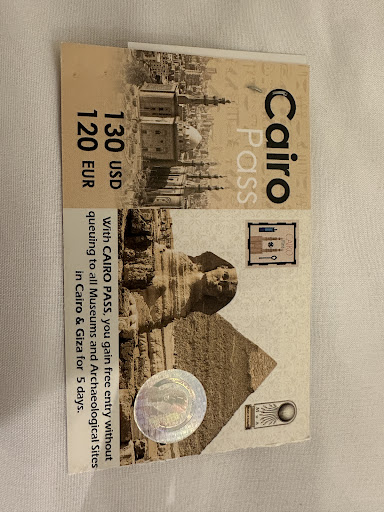 Cairo
Pass
130 USD
120 EUR
With CAIRO PASS, you gain free entry without
queuing to all Museums and Archaeological Sites
in Cairo & Giza for 5 days.